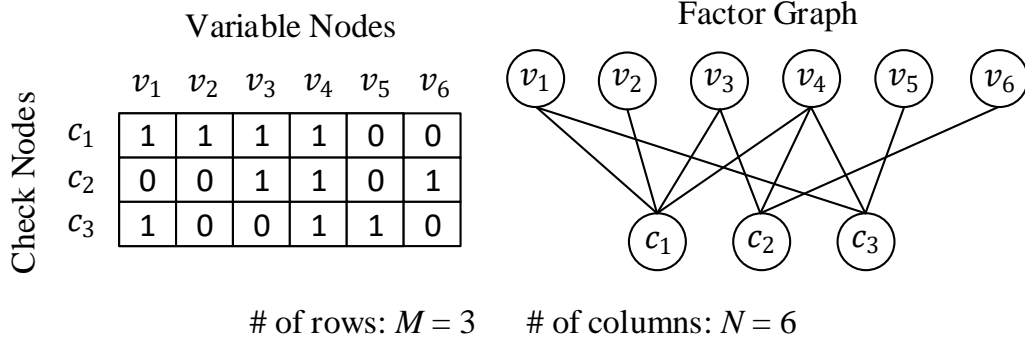 Variable Nodes
Factor Graph
Check Nodes
v1 v2 v3 v4 v5 v6
c1 1 1 1 1 0 0
c2 0 0 1 1 0 1
c3 1 0 0 1 1 0
v1 v2 v3 v4 v5 v6
c1 c2 c3
# of rows: M = 3 # of columns: N = 6